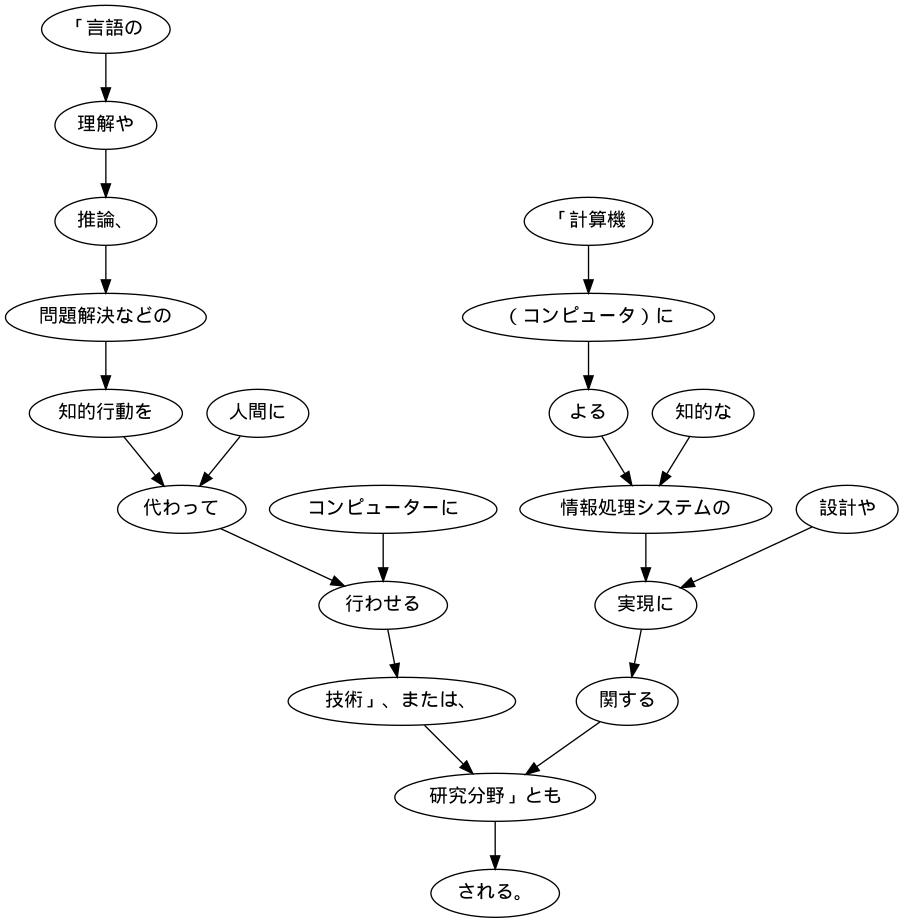 「言語の
理解や
推論、
「計算機
問題解決などの
（コンピュータ）に
知的行動を
人間に
よる
知的な
代わって
コンピューターに
情報処理システムの
設計や
行わせる
実現に
技術」、または、
関する
研究分野」とも
される。